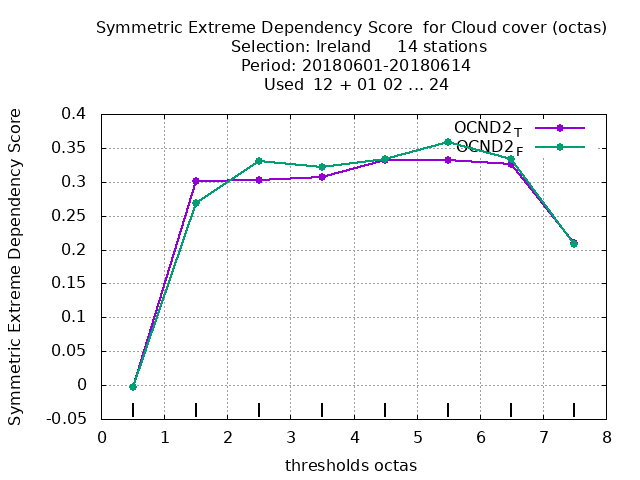 Symmetric Extreme Dependency Score  for Cloud cover (octas)
Selection: Ireland     14 stations
Period: 20180601-20180614
Used  12 + 01 02 ... 24
Symmetric Extreme Dependency Score
0.4
0.35
0.3
0.25
0.2
0.15
0.1
0.05
0
-0.05
OCND2T
OCND2F
0 1 2 3 4 5 6 7 8
thresholds octas